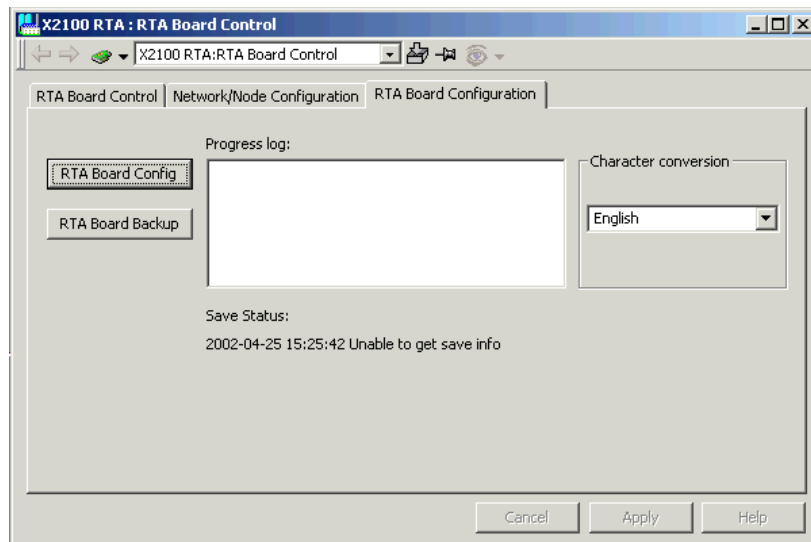 X2100 RTA : RTA Board Control
X2100 RTA:RTA Board Control
RTA Board Control
Network/Node Configuration
RTA Board Configuration
Progress log:
RTA Board Config
Character conversion
English
RTA Board Backup
Save Status:
2002-04-25 15:25:42 Unable to get save info
Cancel
Apply
Help